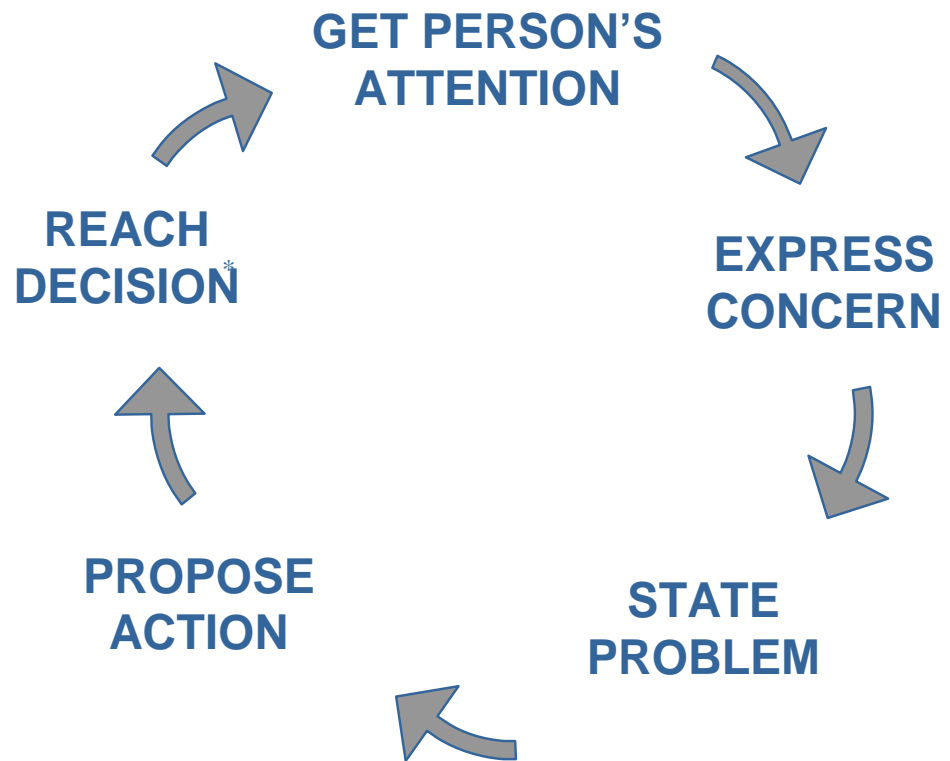 GET PERSON’S
ATTENTION
EXPRESS
CONCERN
STATE
PROBLEM
PROPOSE
ACTION
REACH
DECISION*